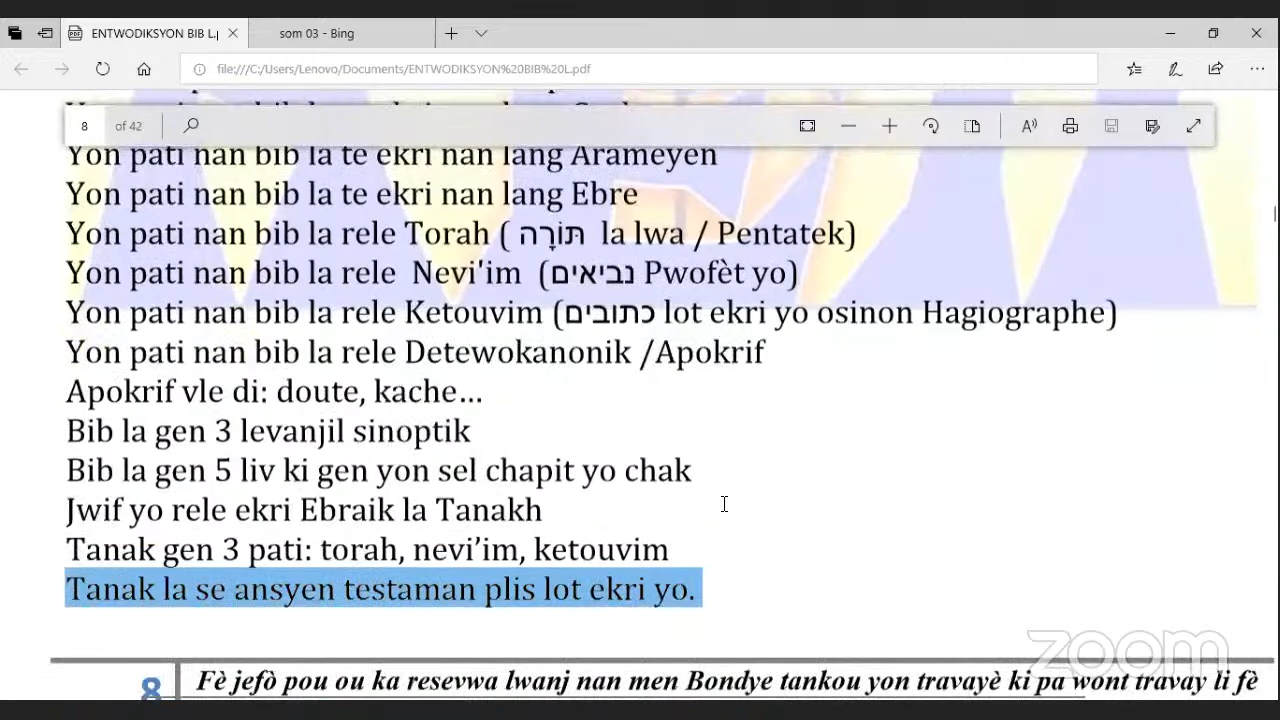 ENTWODIKSYON BIB L.p
som 03 - Bing
file:///C:/Users/Lenovo/Documents/ENTWODIKSYON%20BIB%20L.pdf
8 of 42
Yon pati nan bib la te ekri nan lang Arameyen
Yon pati nan bib la te ekri nan lang Ebre
Yon pati nan bib la rele Torah ( תּוֹרָה la lwa / Pentatek)
Yon pati nan bib la rele Nevi'im (נביאים Pwofèt yo)
Yon pati nan bib la rele Ketouvim (כתובים lot ekri yo osinon Hagiographe)
Yon pati nan bib la rele Detewokanonik /Apokrif
Apokrif vle di: doute, kache…
Bib la gen 3 levanjil sinoptik
Bib la gen 5 liv ki gen yon sel chapit yo chak
Jwif yo rele ekri Ebraik la Tanakh
Tanak gen 3 pati: torah, nevi’im, ketouvim
Tanak la se ansyen testaman plis lot ekri yo.
zoom
8 Fè jefò pou ou ka resevwa lwanj nan men Bondye tankou yon travayè ki pa wont travay li fè